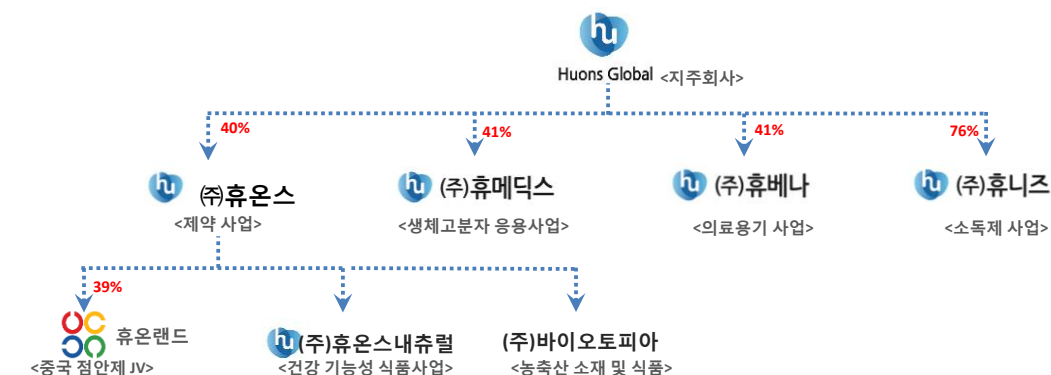 hu
Huons Global <지주회사>
40% 41% 41% 76%
hu ㈜휴온스 hu (주)휴메딕스 hu (주)휴베나 hu (주)휴니즈
<제약 사업> <생체고분자 응용사업> <의료용기 사업> <소독제 사업>
39%
휴온랜드 hu (주)휴온스내츄럴 (주)바이오토피아
<중국 점안제 JV> <건강 기능성 식품사업> <농축산 소재 및 식품>